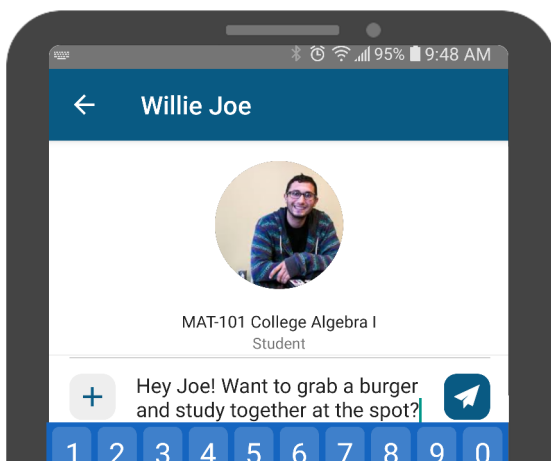 95% 9:48 AM
Willie Joe
MAT-101 College Algebra I
Student
Hey Joe! Want to grab a burger
and study together at the spot?
1 2 3 4 5 6 7 8 9 0